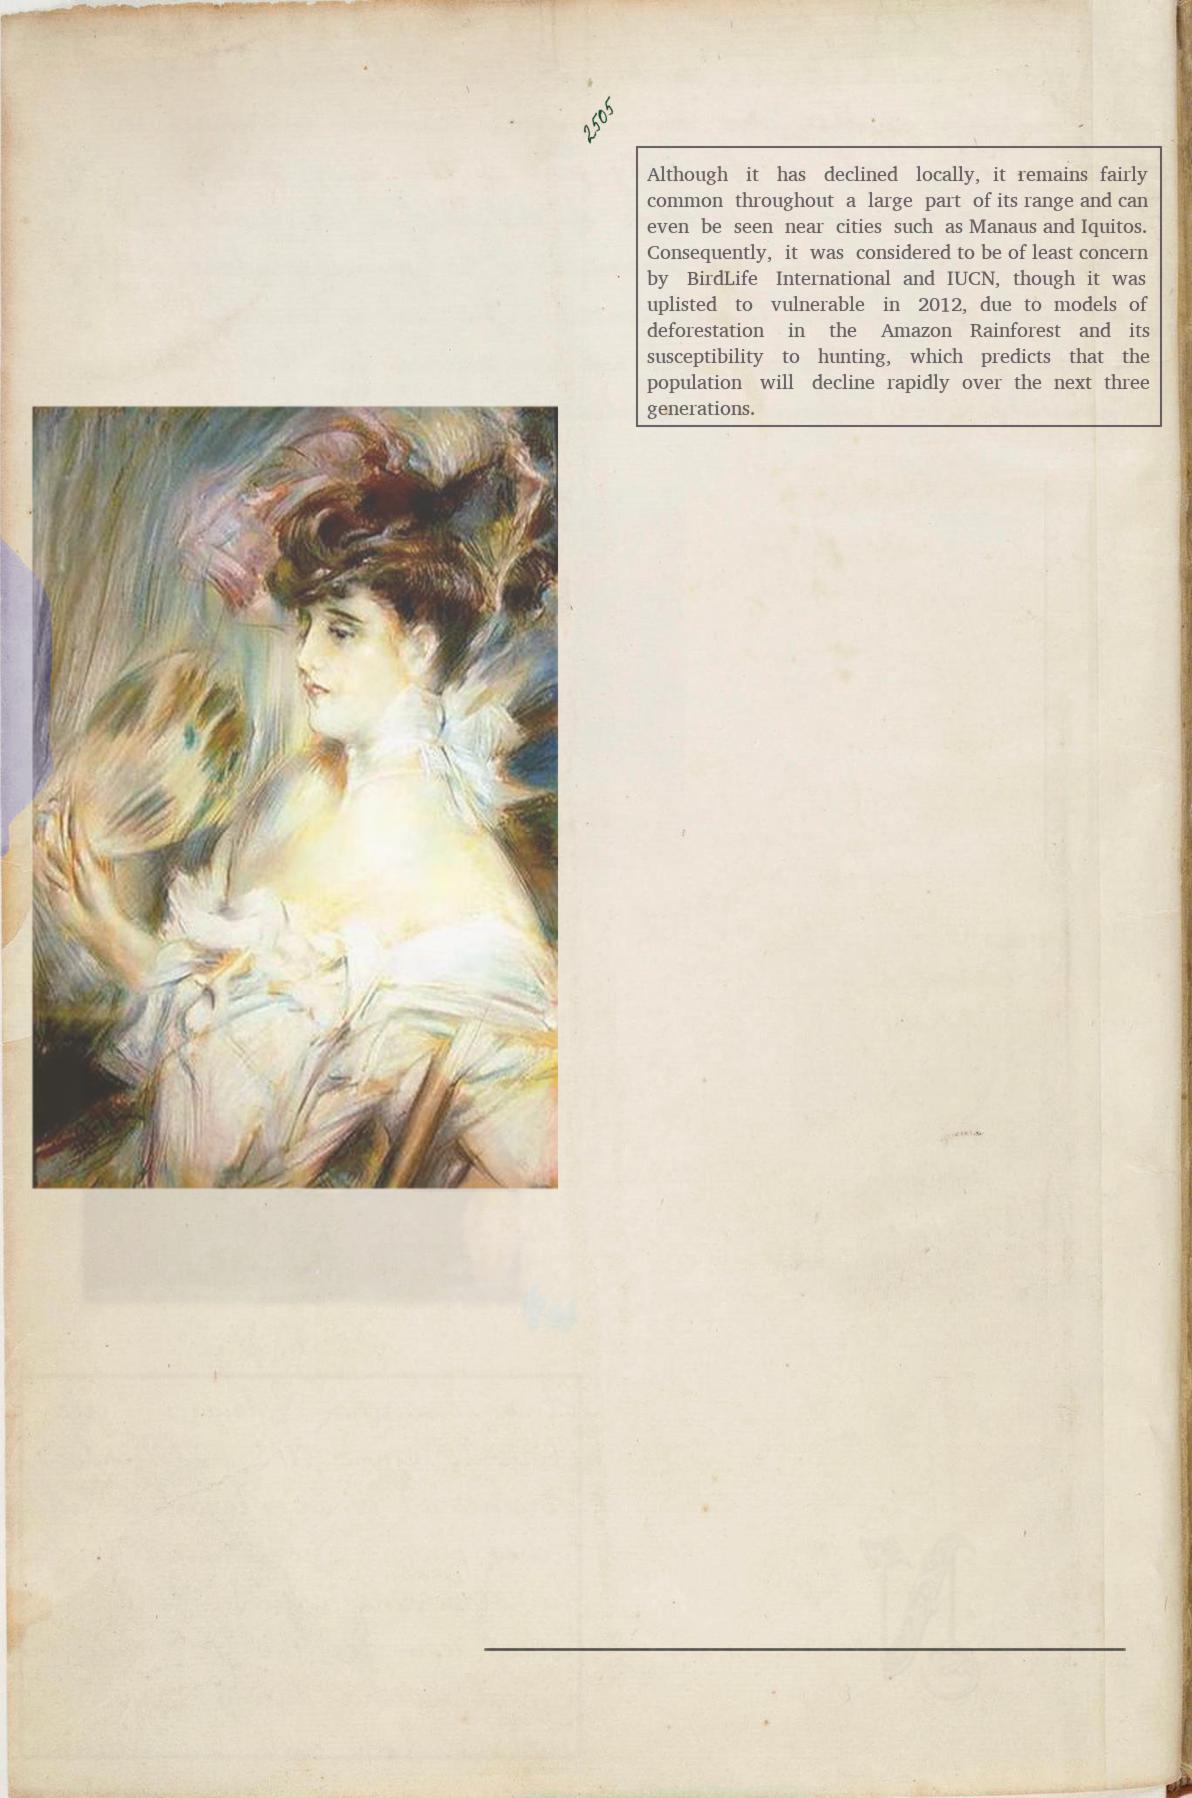 2505
Although it has declined locally, it remains fairly
common throughout a large part of its range and can
even be seen near cities such as Manaus and Iquitos.
Consequently, it was considered to be of least concern
by BirdLife International and IUCN, though it was
uplisted to vulnerable in 2012, due to models of
deforestation in the Amazon Rainforest and its
susceptibility to hunting, which predicts that the
population will decline rapidly over the next three
generations.